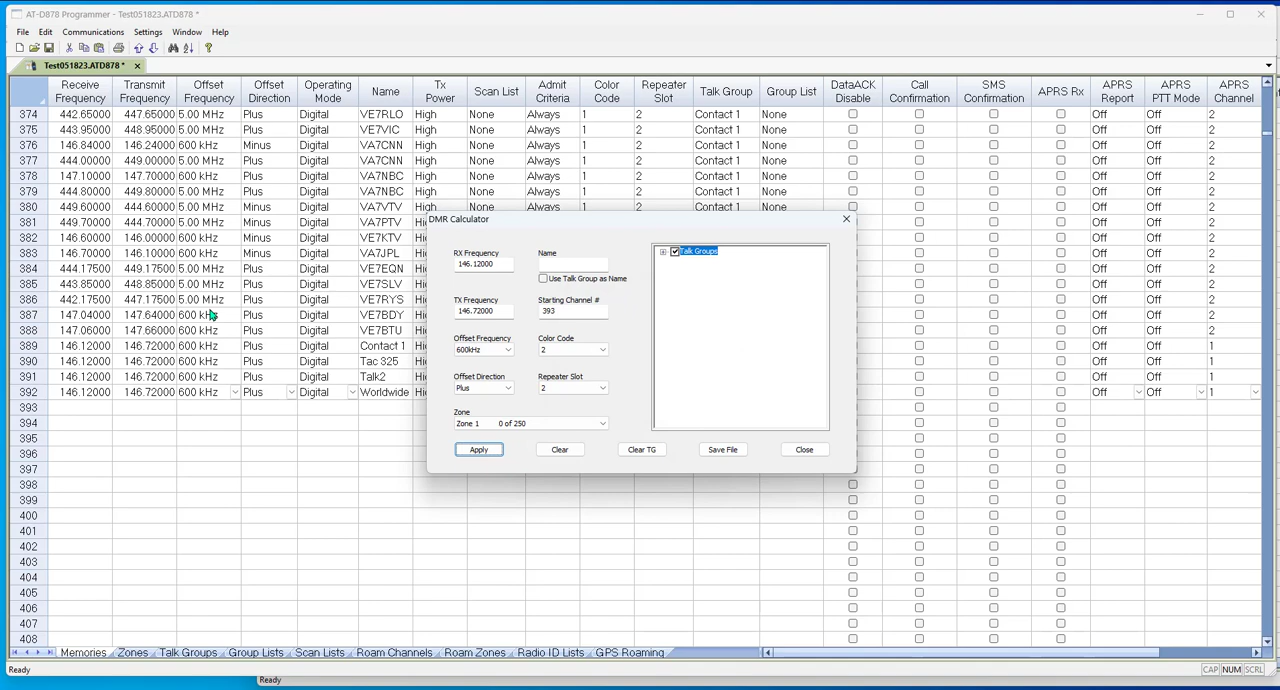 AT-D878 Programmer - Test051823.ATD878 *
File Edit Communications Settings Window Help
Test051823.ATD878 *
Receive Frequency Transmit Frequency Offset Frequency Offset Direction Operating Mode Name Tx Power Scan List Admit Criteria Color Code Repeater Slot Talk Group Group List DataACK Disable Call Confirmation SMS Confirmation APRS Rx APRS Report APRS PTT Mode APRS Channel
374 442.65000 447.65000 5.00 MHz Plus Digital VE7RLO High None Always 1 2 Contact 1 None Off Off 2
375 443.95000 448.95000 5.00 MHz Plus Digital VE7VIC High None Always 1 2 Contact 1 None Off Off 2
376 146.84000 146.24000 600 kHz Minus Digital VA7CNN High None Always 1 2 Contact 1 None Off Off 2
377 444.00000 449.00000 5.00 MHz Plus Digital VA7CNN High None Always 1 2 Contact 1 None Off Off 2
378 147.10000 147.70000 600 kHz Plus Digital VA7NBC High None Always 1 2 Contact 1 None Off Off 2
379 444.80000 449.80000 5.00 MHz Plus Digital VA7NBC High None Always 1 2 Contact 1 None Off Off 2
380 449.60000 444.60000 5.00 MHz Minus Digital VA7VTV High None Always 1 2 Contact 1 None Off Off 2
381 449.70000 444.70000 5.00 MHz Minus Digital VA7PTV Off Off 2
382 146.60000 146.00000 600 kHz Minus Digital VE7KTV Off Off 2
383 146.70000 146.10000 600 kHz Minus Digital VA7JPL Off Off 2
384 444.17500 449.17500 5.00 MHz Plus Digital VE7EQN Off Off 2
385 443.85000 448.85000 5.00 MHz Plus Digital VE7SLV Off Off 2
386 442.17500 447.17500 5.00 MHz Plus Digital VE7RYS Off Off 2
387 147.04000 147.64000 600 kHz Plus Digital VE7BDY Off Off 2
388 147.06000 147.66000 600 kHz Plus Digital VE7BTU Off Off 2
389 146.12000 146.72000 600 kHz Plus Digital Contact 1 Off Off 1
390 146.12000 146.72000 600 kHz Plus Digital Tac 325 Off Off 1
391 146.12000 146.72000 600 kHz Plus Digital Talk2 Off Off 1
392 146.12000 146.72000 600 kHz Plus Digital Worldwide Off Off 1
393
394
395
396
397
398
399
400
401
402
403
404
405
406
407
408
DMR Calculator
RX Frequency Name
146.12000
Use Talk Group as Name
TX Frequency Starting Channel #
146.72000 393
Offset Frequency Color Code
600kHz 2
Offset Direction Repeater Slot
Plus 2
Zone
Zone 1 0 of 250
Talk Groups
Apply Clear Clear TG Save File Close
Memories Zones Talk Groups Group Lists Scan Lists Roam Channels Roam Zones Radio ID Lists GPS Roaming
Ready CAP NUM SCRL
Ready